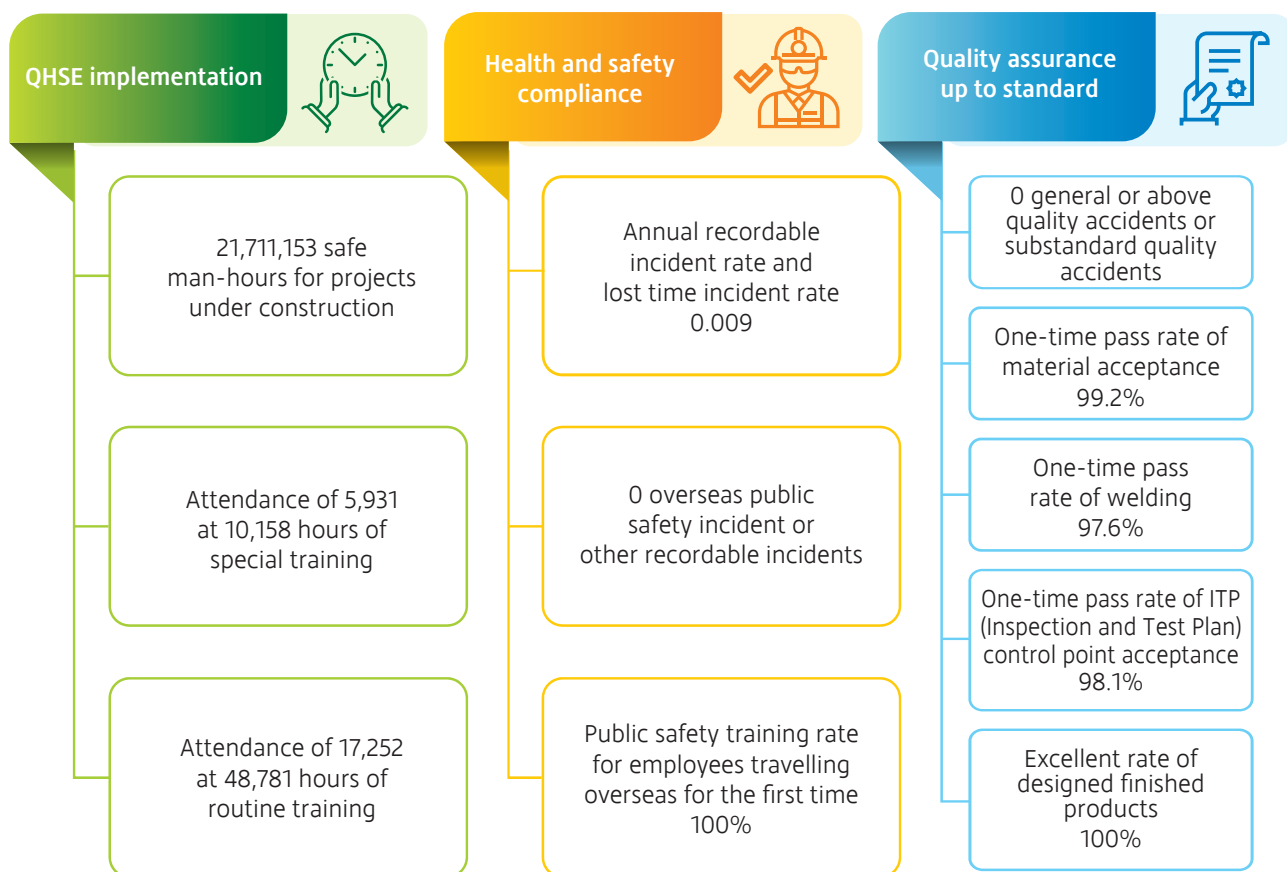 QHSE implementation
21,711,153 safe
man-hours for projects
under construction
Attendance of 5,931
at 10,158 hours of
special training
Attendance of 17,252
at 48,781 hours of
routine training
Health and safety
compliance
Annual recordable
incident rate and
lost time incident rate
0.009
0 overseas public
safety incident or
other recordable incidents
Public safety training rate
for employees travelling
overseas for the first time
100%
Quality assurance
up to standard
0 general or above
quality accidents or
substandard quality
accidents
One-time pass rate of
material acceptance
99.2%
One-time pass
rate of welding
97.6%
One-time pass rate of ITP
(Inspection and Test Plan)
control point acceptance
98.1%
Excellent rate of
designed finished
products
100%